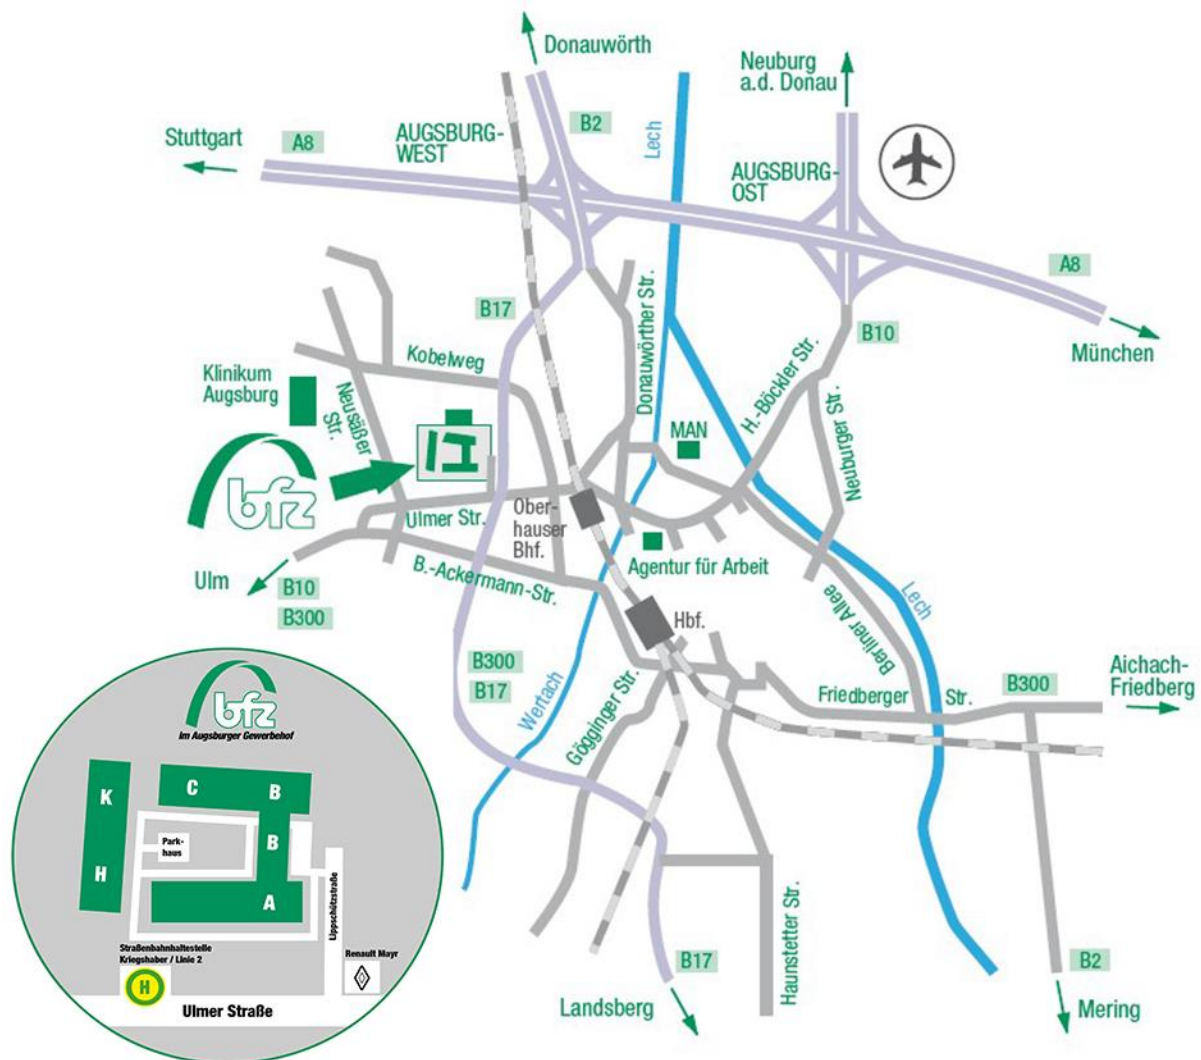 Donauwörth
Neuburg
a.d. Donau
B2
Stuttgart
A8
AUGSBURG-
WEST
Lech
AUGSBURG-
OST
A8
B17
Donauwörther Str.
B10
München
Kobelweg
H.-Böckler Str.
Klinikum
Augsburg
Neusäßer
Str.
MAN
Neuburger Str.
bfz
Ulmer Str.
Ober-
hauser
Bhf.
Agentur für Arbeit
Ulm
B10
B300
B.-Ackermann-Str.
Hbf.
Berliner Allee
Lech
B300
B17
Wertach
Gögginger Str.
Friedberger Str.
B300
Aichach-
Friedberg
bfz
im Augsburger Gewerbehof
K
C
B
Park-
haus
B
H
A
Lippschützstraße
Straßenbahnhaltestelle
Kriegshaber / Linie 2
Renault Mayr
H
Ulmer Straße
Haunstetter Str.
B17
Landsberg
B2
Mering